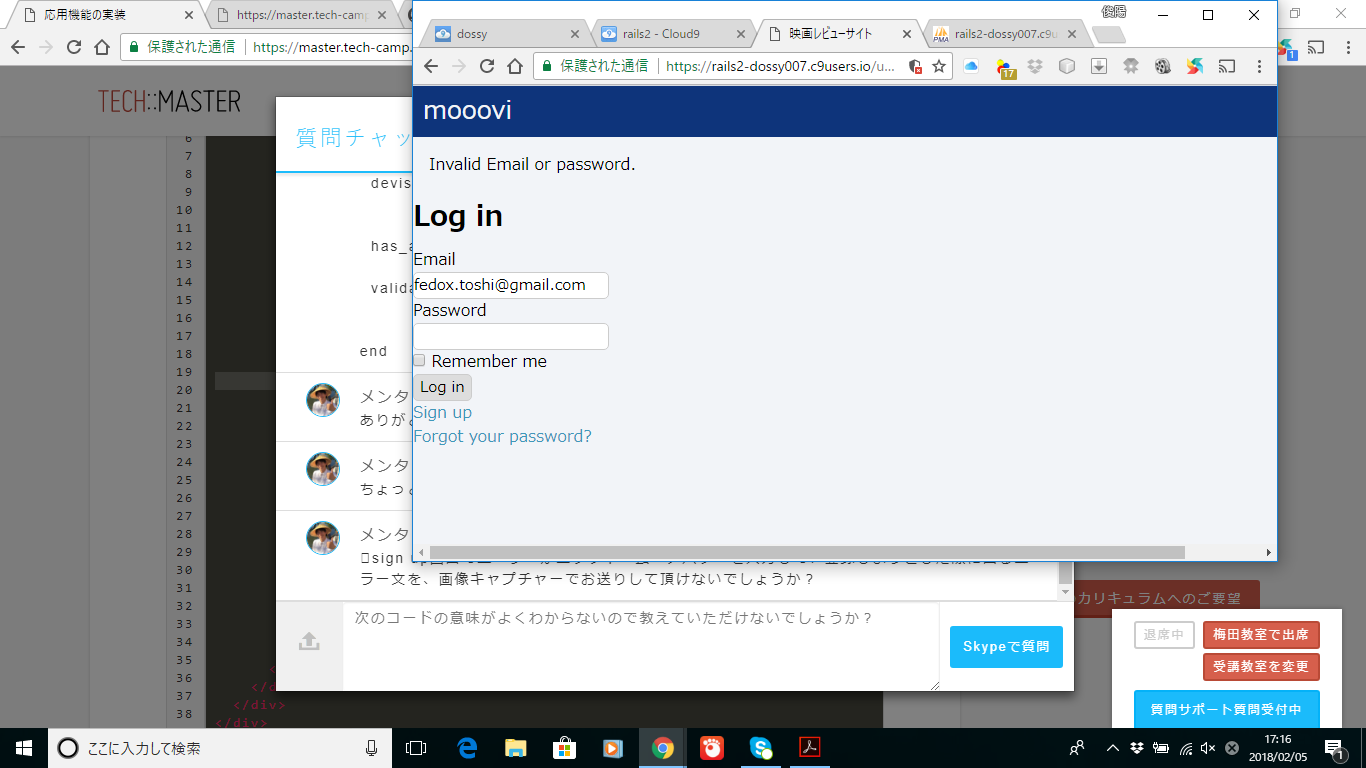 応用機能の実装
https://master.tech-camp
俊陽
dossy
rails2 - Cloud9
映画レビューサイト
rails2-dossy007.c9us
保護された通信
https://master.tech-camp.
保護された通信
https://rails2-dossy007.c9users.io/u...
17
1
TECH::MASTER
mooovi
質問チャッ
Invalid Email or password.
Log in
Email
fedox.toshi@gmail.com
Password
Remember me
Log in
Sign up
Forgot your password?
6
7
8
9
10
11
12
13
14
15
16
17
18
19
20
21
22
23
24
25
26
27
28
29
30
31
32
33
34
35
36
37
38
devis
has_a
valida
end
メンタ
ありが
メンタ
ちょっ
メンタ
sign
ラー文を、画像キャプチャーでお送りして頂けないでしょうか？
次のコードの意味がよくわからないので教えていただけないでしょうか？
Skypeで質問
カリキュラムへのご要望
退席中
梅田教室で出席
受講教室を変更
質問サポート質問受付中
<
</d
</div>
</div>
ここに入力して検索
17:16
2018/02/05
1